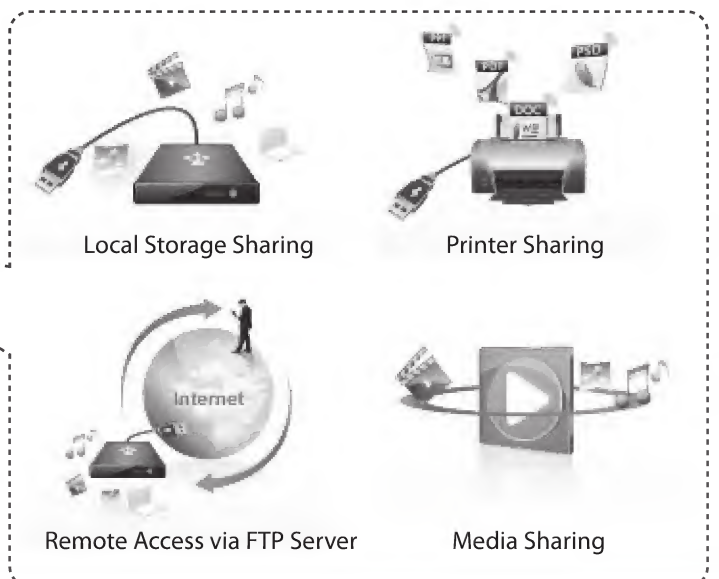 PSD
PDF
DOC
Local Storage Sharing
Printer Sharing
Internet
Remote Access via FTP Server
Media Sharing